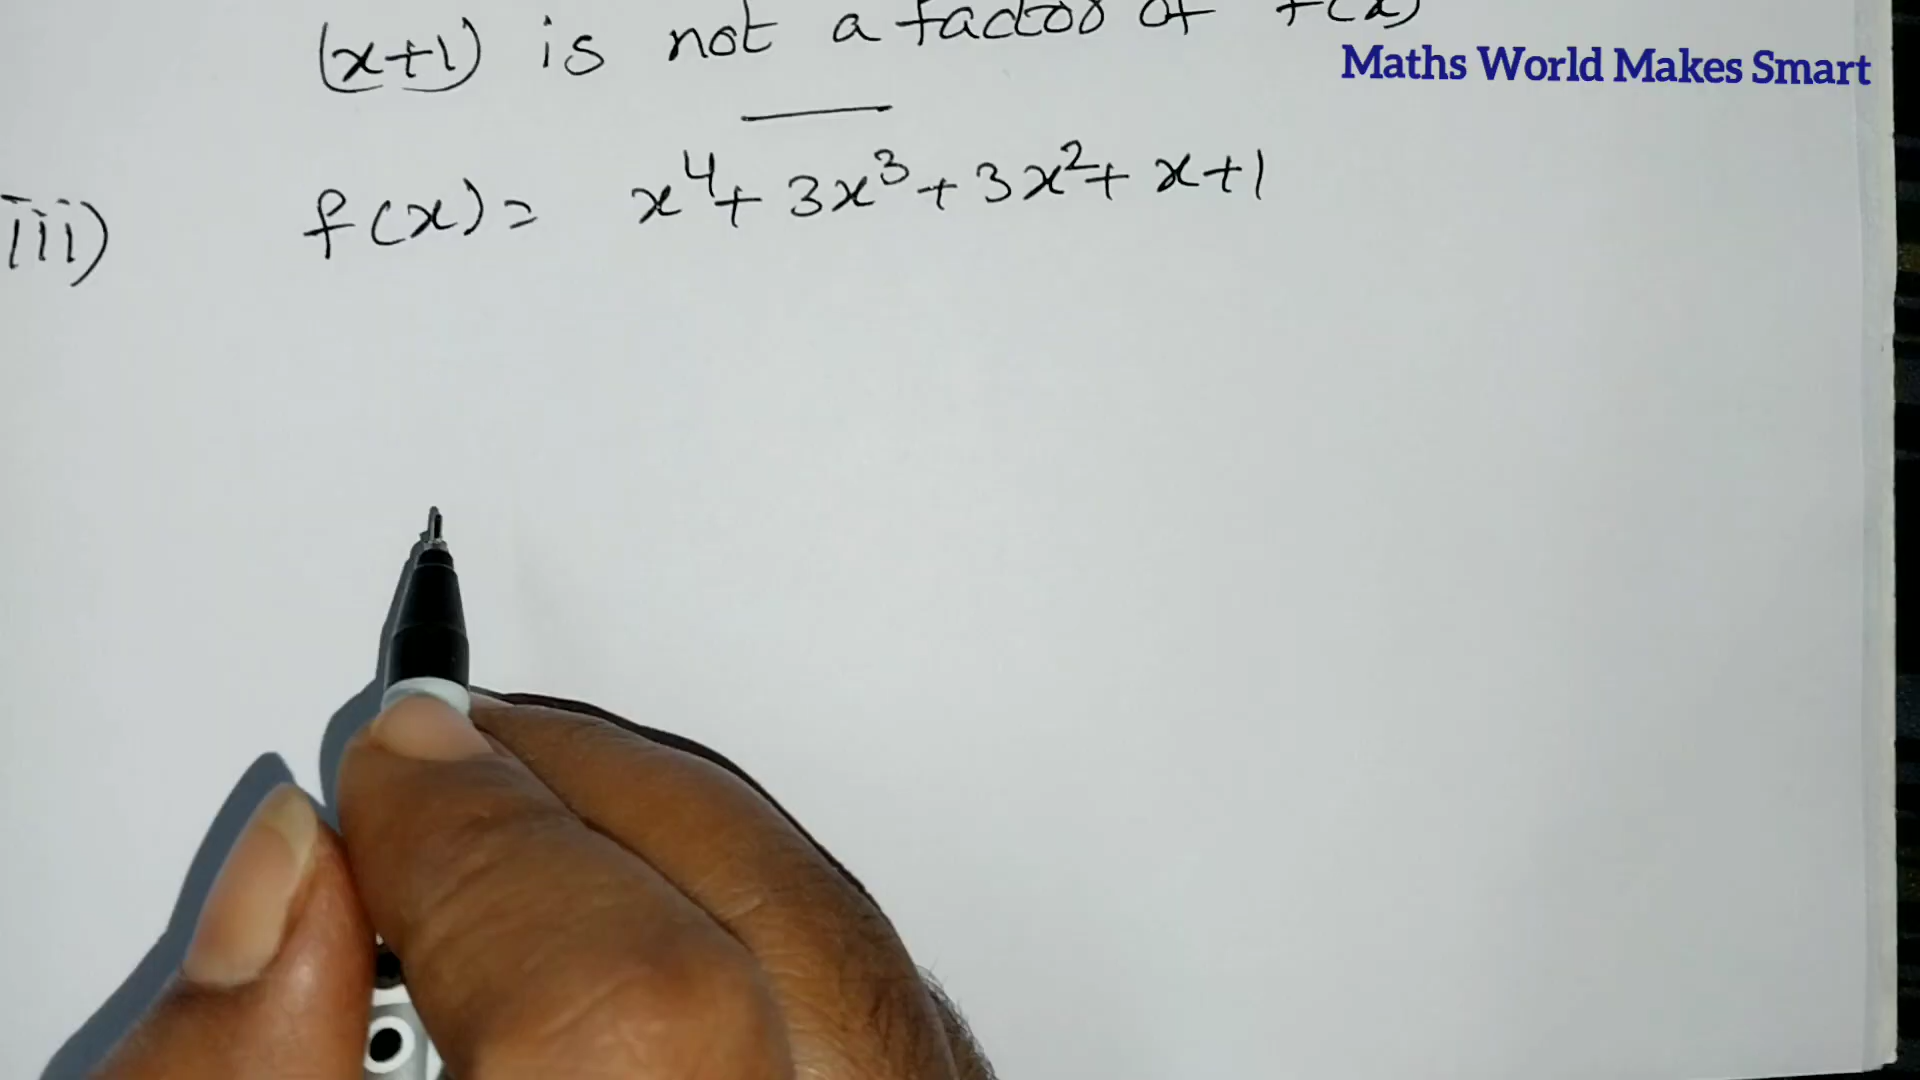 (x+1) is not a factor of f(x)
Maths World Makes Smart
iii) f(x) = x⁴ + 3x³ + 3x² + x + 1